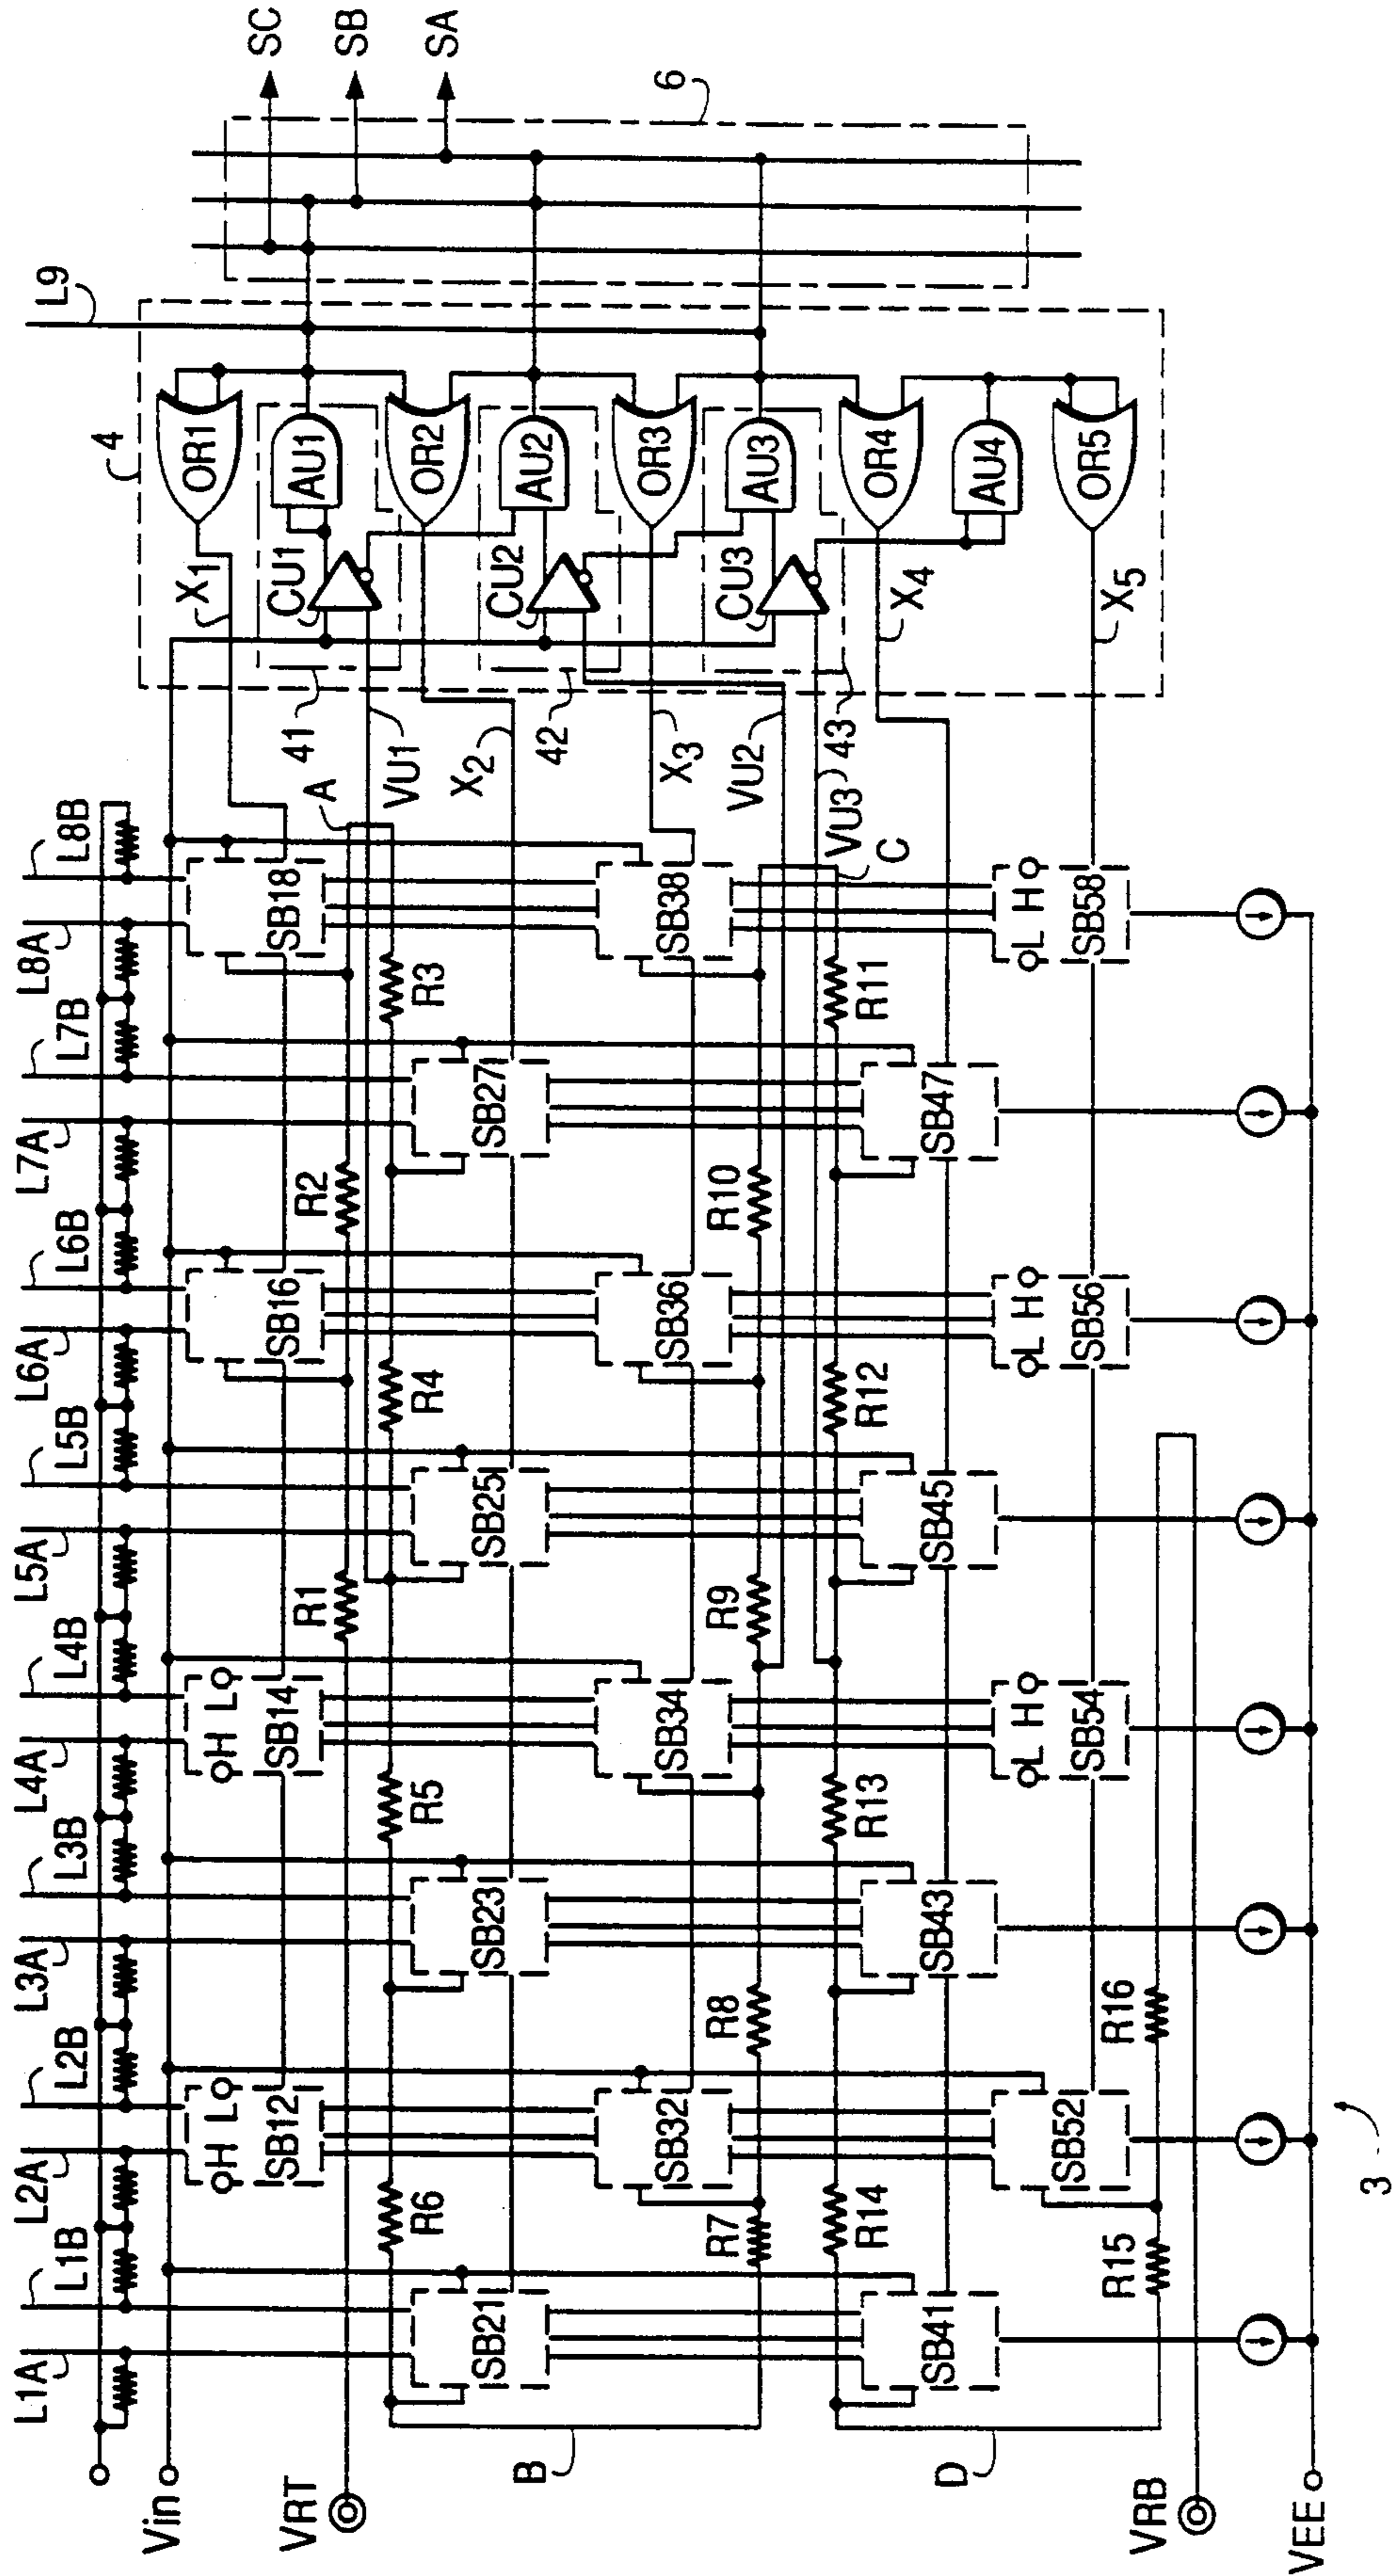 L1A L1B L2A L2B L3A L3B L4A L4B L5A L5B L6A L6B L7A L7B L8A L8B L9
Vin
VRT
VRB
VEE
SC
SB
SA
6
4
3
OR1
AU1
OR2
AU2
OR3
AU3
OR4
AU4
OR5
CU1
CU2
CU3
X1
X2
X3
X4
X5
41
42
43
VU1
VU2
VU3
A
B
C
D
H L
SB12
H L
SB14
SB16
SB18
R1
R2
R3
R4
R5
R6
SB21
SB23
SB25
SB27
SB32
SB34
SB36
SB38
R7
R8
R9
R10
R11
R12
R13
R14
SB41
SB43
SB45
SB47
SB52
L H
SB54
L H
SB56
L H
SB58
R15
R16